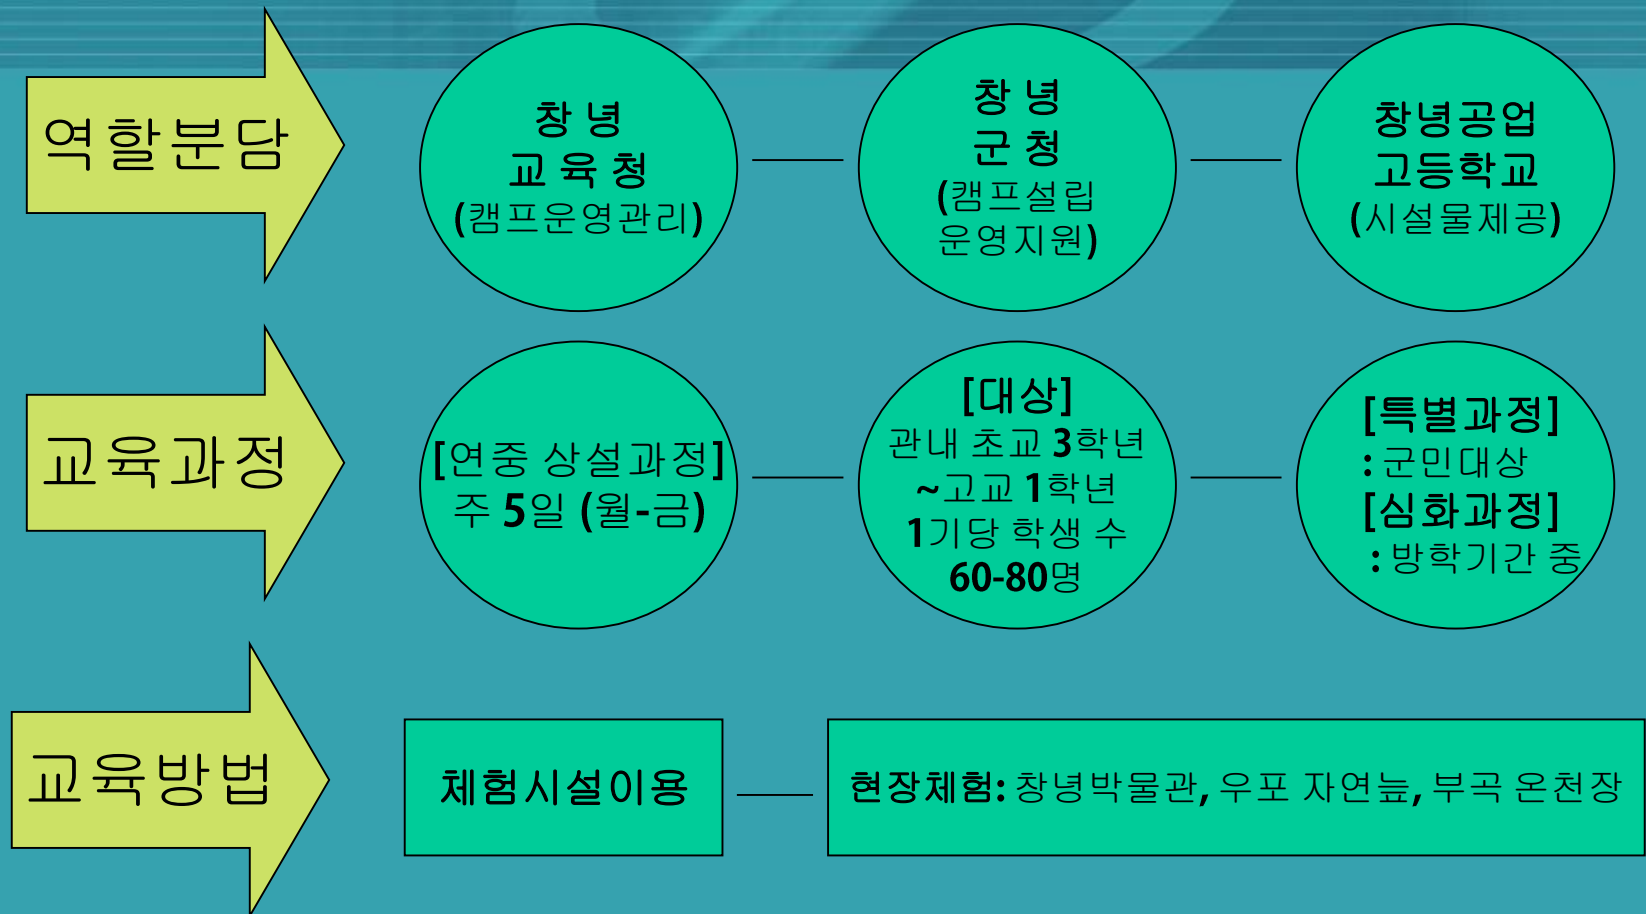 역할분담
창 녕
교 육 청
(캠프운영관리)
창 녕
군 청
(캠프설립
운영지원)
창녕공업
고등학교
(시설물제공)
교육과정
[연중 상설과정]
주 5일 (월-금)
[대상]
관내 초교 3학년
~고교 1학년
1기당 학생 수
60-80명
[특별과정]
: 군민대상
[심화과정]
: 방학기간 중
교육방법
체험시설이용
현장체험: 창녕박물관, 우포 자연늪, 부곡 온천장